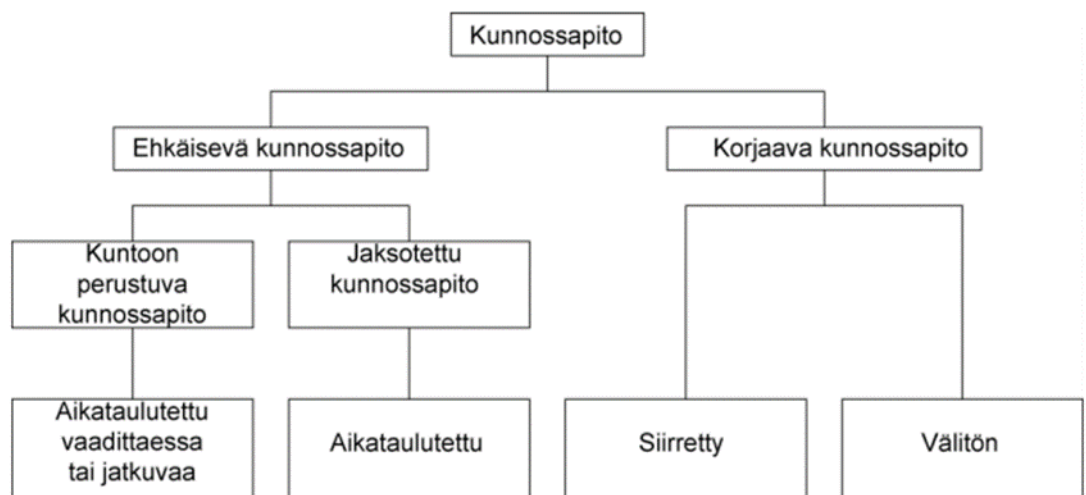 Kunnossapito
Ehkäisevä kunnossapito
Korjaava kunnossapito
Kuntoon
perustuva
kunnossapito
Jaksotettu
kunnossapito
Aikataulutettu
vaadittaessa
tai jatkuvaa
Aikataulutettu
Siirretty
Välitön